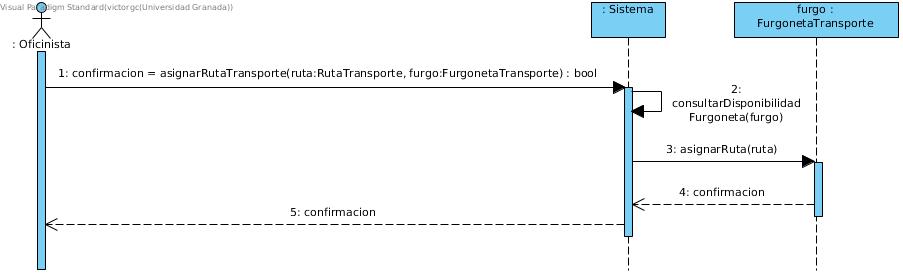 Visual Paradigm Standard(victorgc(Universidad Granada))
: Oficinista
: Sistema
furgo :
FurgonetaTransporte
1: confirmacion = asignarRutaTransporte(ruta:RutaTransporte, furgo:FurgonetaTransporte) : bool
2:
consultarDisponibilidad
Furgoneta(furgo)
3: asignarRuta(ruta)
4: confirmacion
5: confirmacion